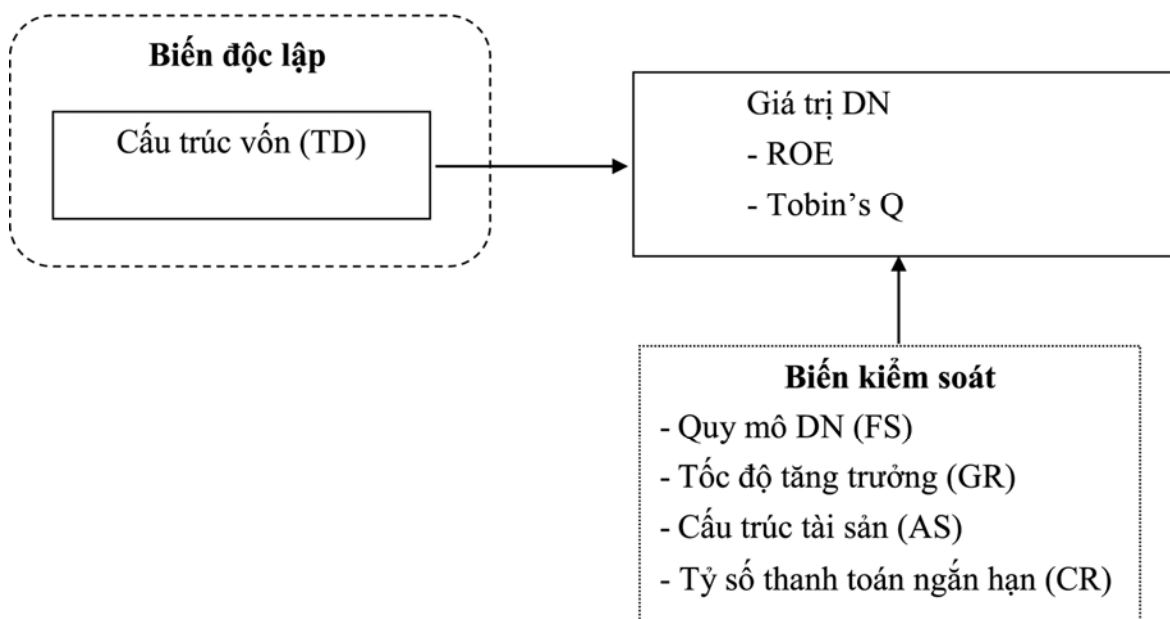 Biến độc lập
Cấu trúc vốn (TD)
Giá trị DN
- ROE
- Tobin’s Q
Biến kiểm soát
- Quy mô DN (FS)
- Tốc độ tăng trưởng (GR)
- Cấu trúc tài sản (AS)
- Tỷ số thanh toán ngắn hạn (CR)